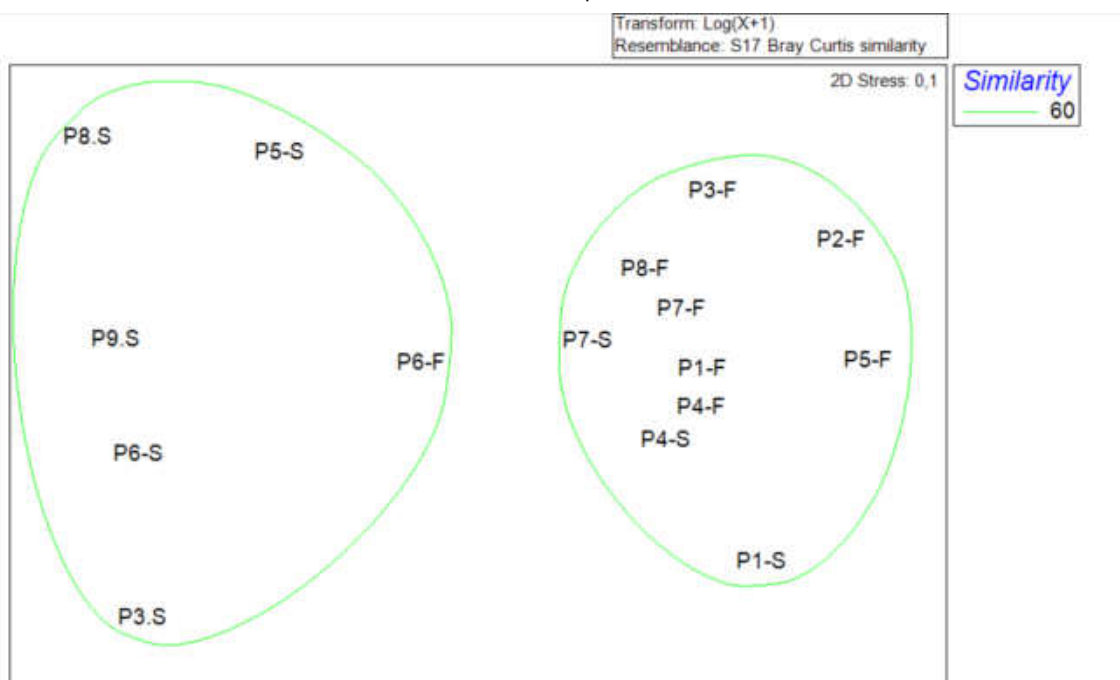 Transform: Log(X+1)
Resemblance: S17 Bray Curtis similarity
2D Stress: 0,1
Similarity
60
P8.S
P5-S
P3-F
P2-F
P8-F
P7-F
P9.S
P7-S
P6-F
P1-F
P5-F
P4-F
P4-S
P6-S
P1-S
P3.S